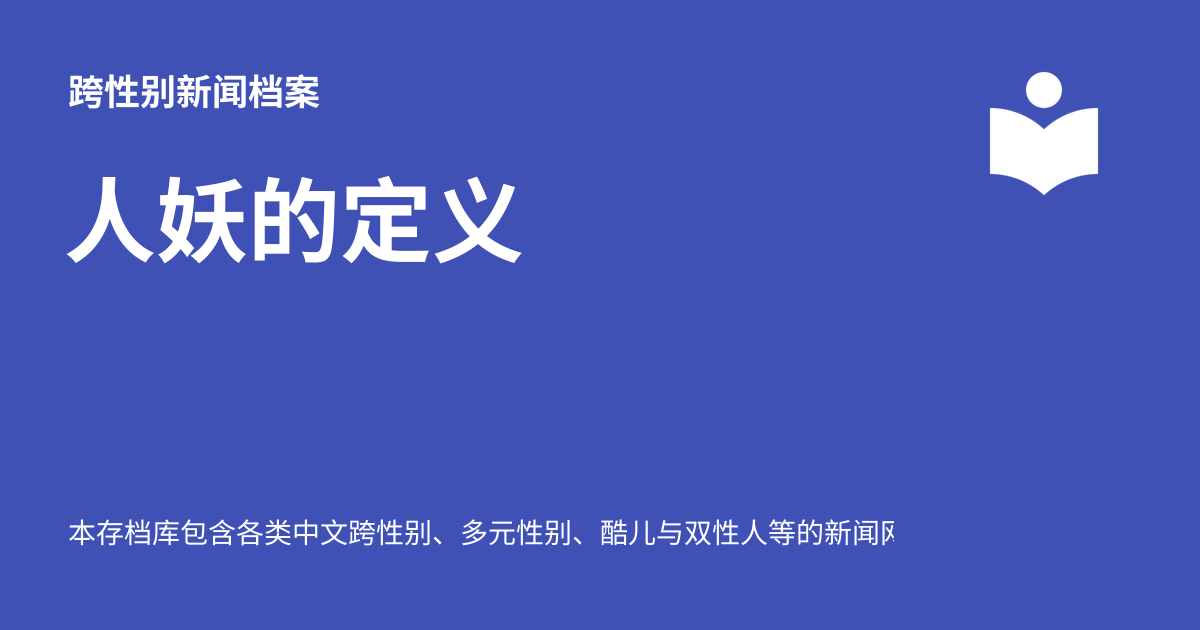 跨性别新闻档案
人妖的定义
本存档库包含各类中文跨性别、多元性别、酷儿与双性人等的新闻